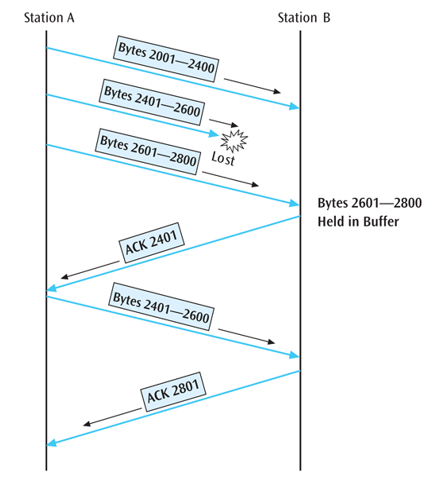 Station A
Station B
Bytes 2001—2400
Bytes 2401—2600
Lost
Bytes 2601—2800
Bytes 2601—2800
Held in Buffer
ACK 2401
Bytes 2401—2600
ACK 2801